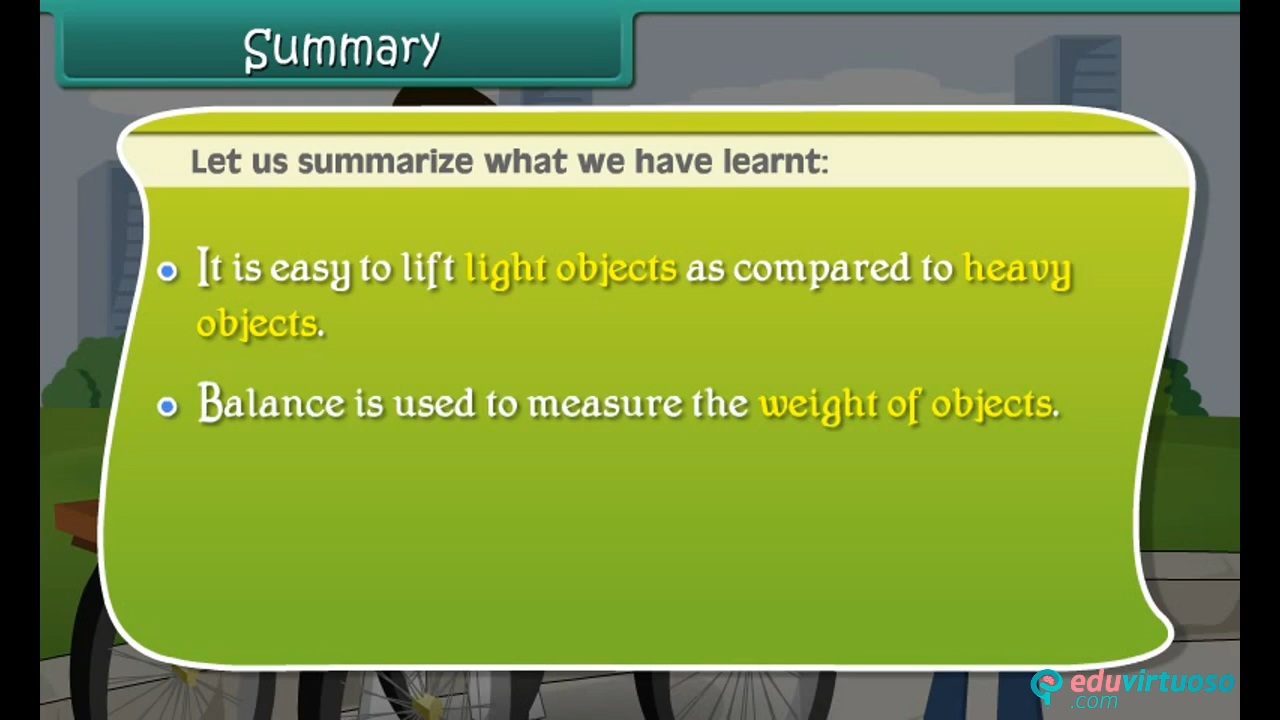 Summary
Let us summarize what we have learnt:
It is easy to lift light objects as compared to heavy
objects.
Balance is used to measure the weight of objects.
eduvirtuoso
.com